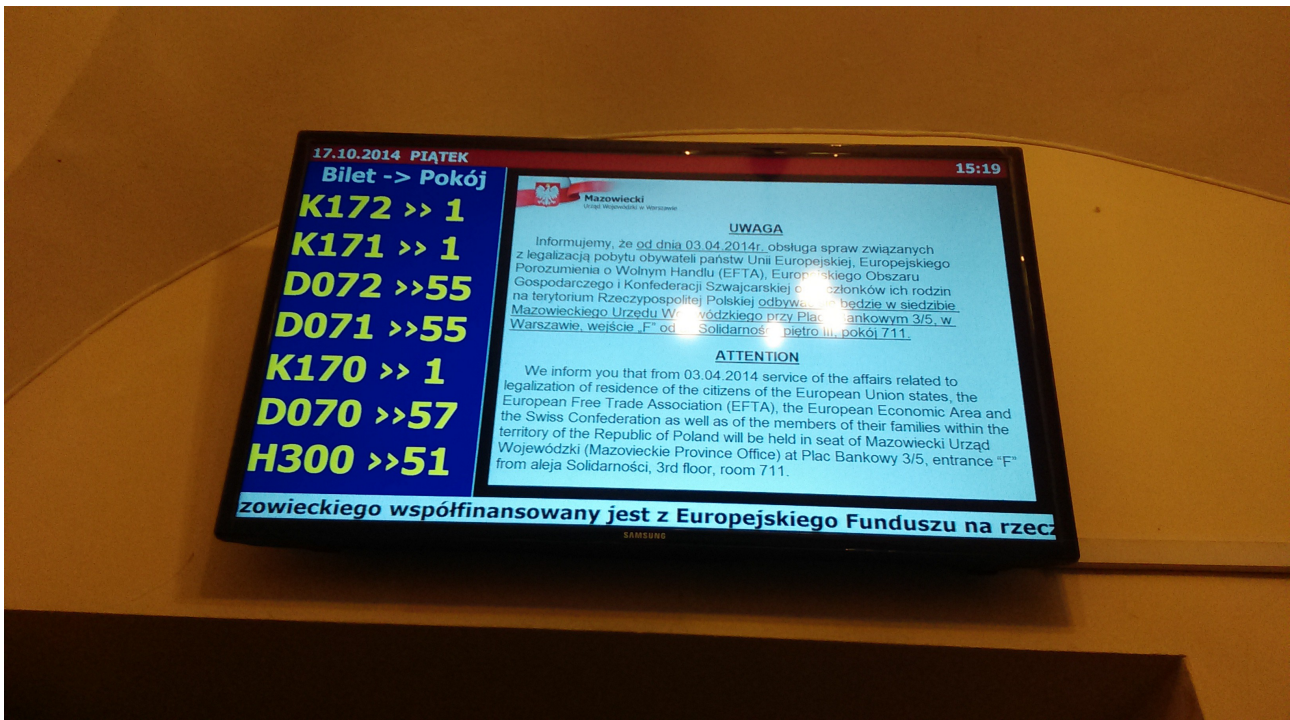 17.10.2014 PIĄTEK
15:19
Bilet -> Pokój
K172 >> 1
K171 >> 1
D072 >>55
D071 >>55
K170 >> 1
D070 >>57
H300 >>51
Mazowiecki
Urząd Wojewódzki w Warszawie
UWAGA
Informujemy, że od dnia 03.04.2014r. obsługa spraw związanych
z legalizacją pobytu obywateli państw Unii Europejskiej, Europejskiego
Porozumienia o Wolnym Handlu (EFTA), Europejskiego Obszaru
Gospodarczego i Konfederacji Szwajcarskiej członków ich rodzin
na terytorium Rzeczypospolitej Polskiej będzie w siedzibie
Mazowieckiego Urzędu Wojewódzkiego przy Placu Bankowym 3/5, w
Warszawie, wejście „F" od Solidarności, piętro III, pokój 711.
ATTENTION
We inform you that from 03.04.2014 service of the affairs related to
legalization of residence of the citizens of the European Union states, the
European Free Trade Association (EFTA), the European Economic Area and
the Swiss Confederation as well as of the members of their families within the
territory of the Republic of Poland will be held in seat of Mazowiecki Urząd
Wojewódzki (Mazovieckie Province Office) at Plac Bankowy 3/5, entrance "F"
from aleja Solidarności, 3rd floor, room 711.
zowieckiego współfinansowany jest z Europejskiego Funduszu na rzecz
SAMSUNG